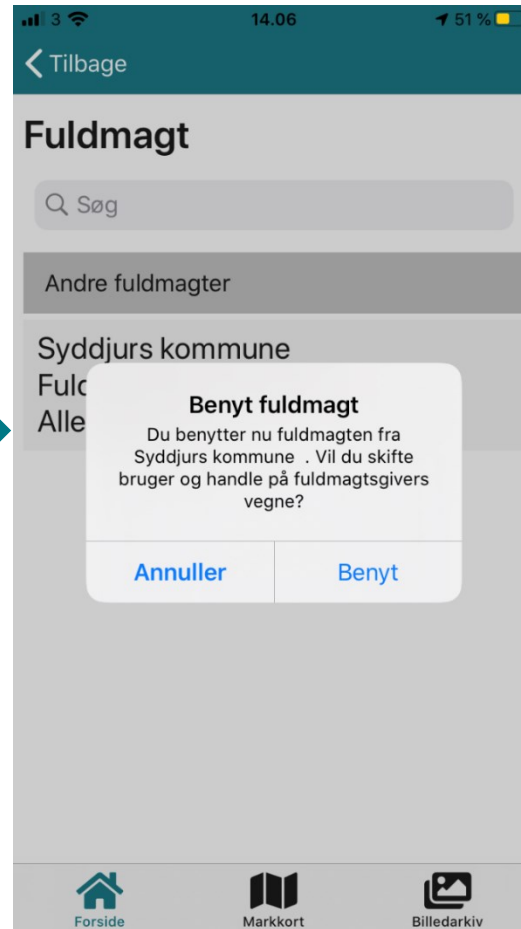 3 14.06 51 %
Tilbage
Fuldmagt
Søg
Andre fuldmagter
Syddjurs kommune
Alle
Benyt fuldmagt
Du benytter nu fuldmagten fra
Syddjurs kommune . Vil du skifte
bruger og handle på fuldmagtsgivers
vegne?
Annuller Benyt
Forside Markkort Billedarkiv